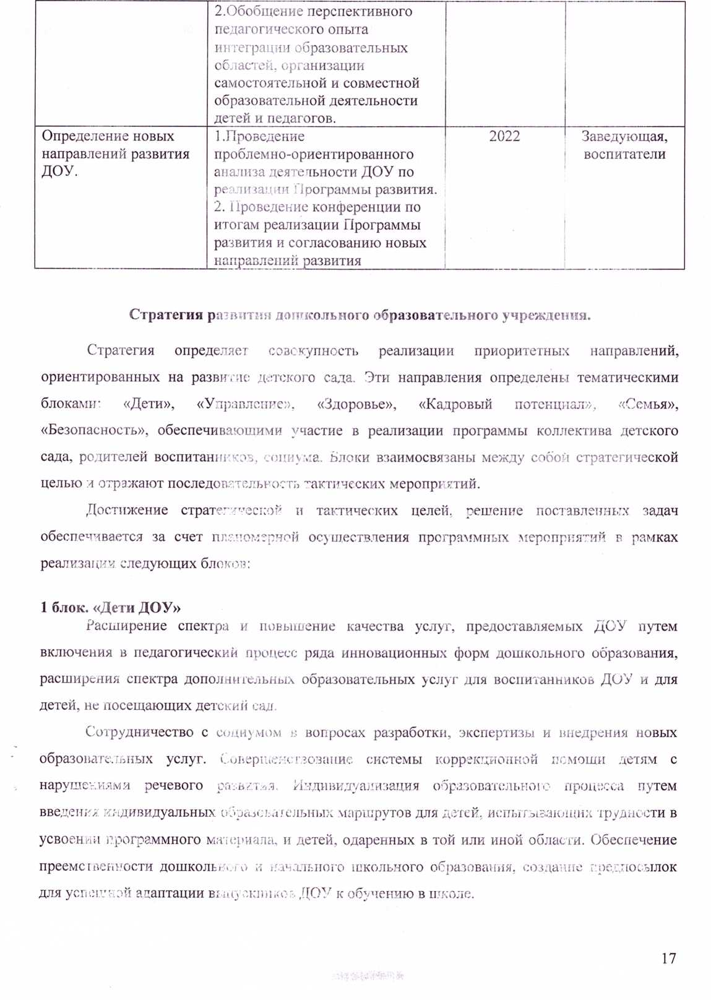 2.Обобщение перспективного
педагогического опыта
интеграции образовательных
областей, организации
самостоятельной и совместной
образовательной деятельности
детей и педагогов.
Определение новых
направлений развития
ДОУ.
1.Проведение
проблемно-ориентированного
анализа деятельности ДОУ по
реализации Программы развития.
2. Проведение конференции по
итогам реализации Программы
развития и согласованию новых
направлений развития
2022
Заведующая,
воспитатели
Стратегия развития дошкольного образовательного учреждения.
Стратегия определяет совокупность реализации приоритетных направлений,
ориентированных на развитие детского сада. Эти направления определены тематическими
блоками: «Дети», «Управление», «Здоровье», «Кадровый потенциал», «Семья»,
«Безопасность», обеспечивающими участие в реализации программы коллектива детского
сада, родителей воспитанников, социума. Блоки взаимосвязаны между собой стратегической
целью и отражают последовательность тактических мероприятий.
Достижение стратегической и тактических целей, решение поставленных задач
обеспечивается за счет планомерной осуществления программных мероприятий в рамках
реализации следующих блоков:
1 блок. «Дети ДОУ»
Расширение спектра и повышение качества услуг, предоставляемых ДОУ путем
включения в педагогический процесс ряда инновационных форм дошкольного образования,
расширения спектра дополнительных образовательных услуг для воспитанников ДОУ и для
детей, не посещающих детский сад.
Сотрудничество с социумом в вопросах разработки, экспертизы и внедрения новых
образовательных услуг. Совершенствование системы коррекционной помощи детям с
нарушениями речевого развития. Индивидуализация образовательного процесса путем
введения индивидуальных образовательных маршрутов для детей, испытывающих трудности в
усвоении программного материала, и детей, одаренных в той или иной области. Обеспечение
преемственности дошкольного и начального школьного образования, создание предпосылок
для успешной адаптации выпускников ДОУ к обучению в школе.
17